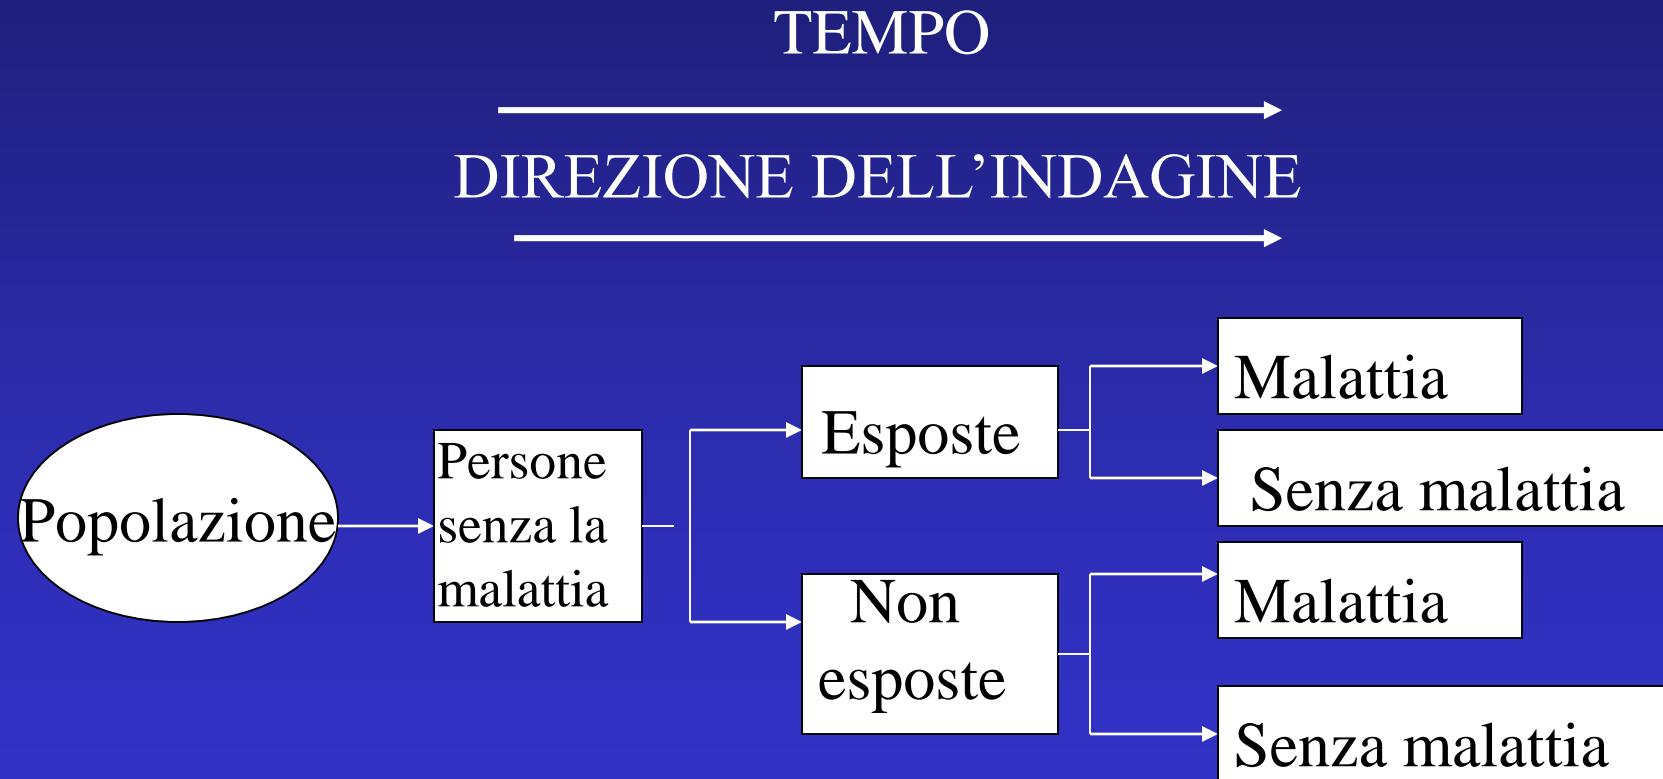 TEMPO
DIREZIONE DELL’INDAGINE
Popolazione
Persone
senza la
malattia
Esposte
Non
esposte
Malattia
Senza malattia
Malattia
Senza malattia